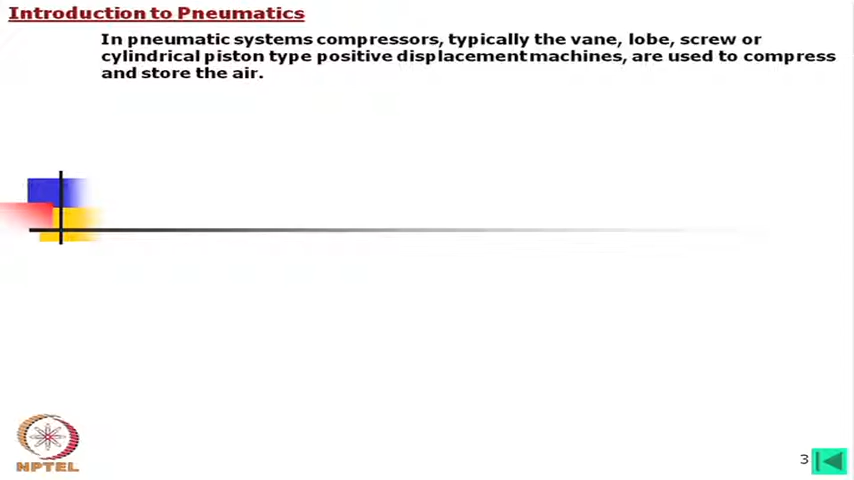 Introduction to Pneumatics
In pneumatic systems compressors, typically the vane, lobe, screw or
cylindrical piston type positive displacement machines, are used to compress
and store the air.
NPTEL
3